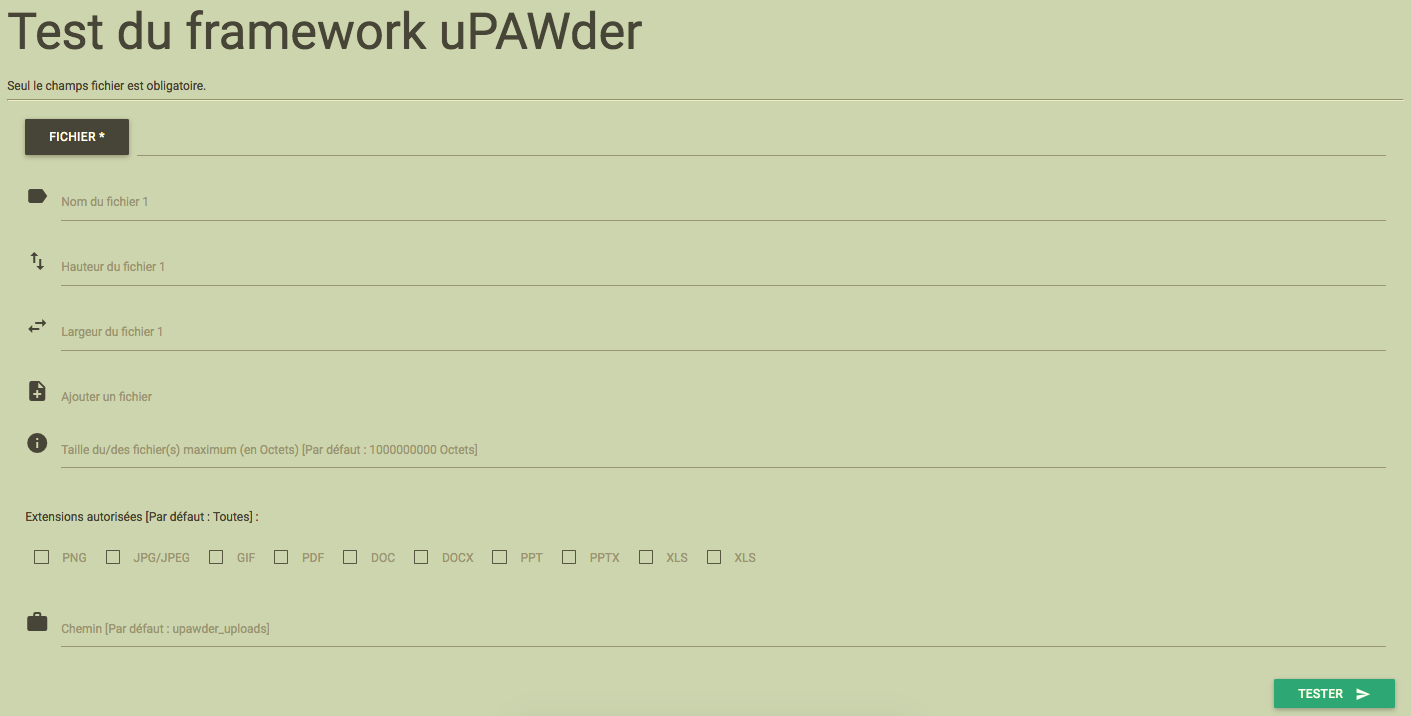 Test du framework uPAWder
Seul le champs fichier est obligatoire.
FICHIER *
Nom du fichier 1
Hauteur du fichier 1
Largeur du fichier 1
Ajouter un fichier
Taille du/des fichier(s) maximum (en Octets) [Par défaut : 1000000000 Octets]
Extensions autorisées [Par défaut : Toutes] :
PNG JPG/JPEG GIF PDF DOC DOCX PPT PPTX XLS XLS
Chemin [Par défaut : upawder_uploads]
TESTER